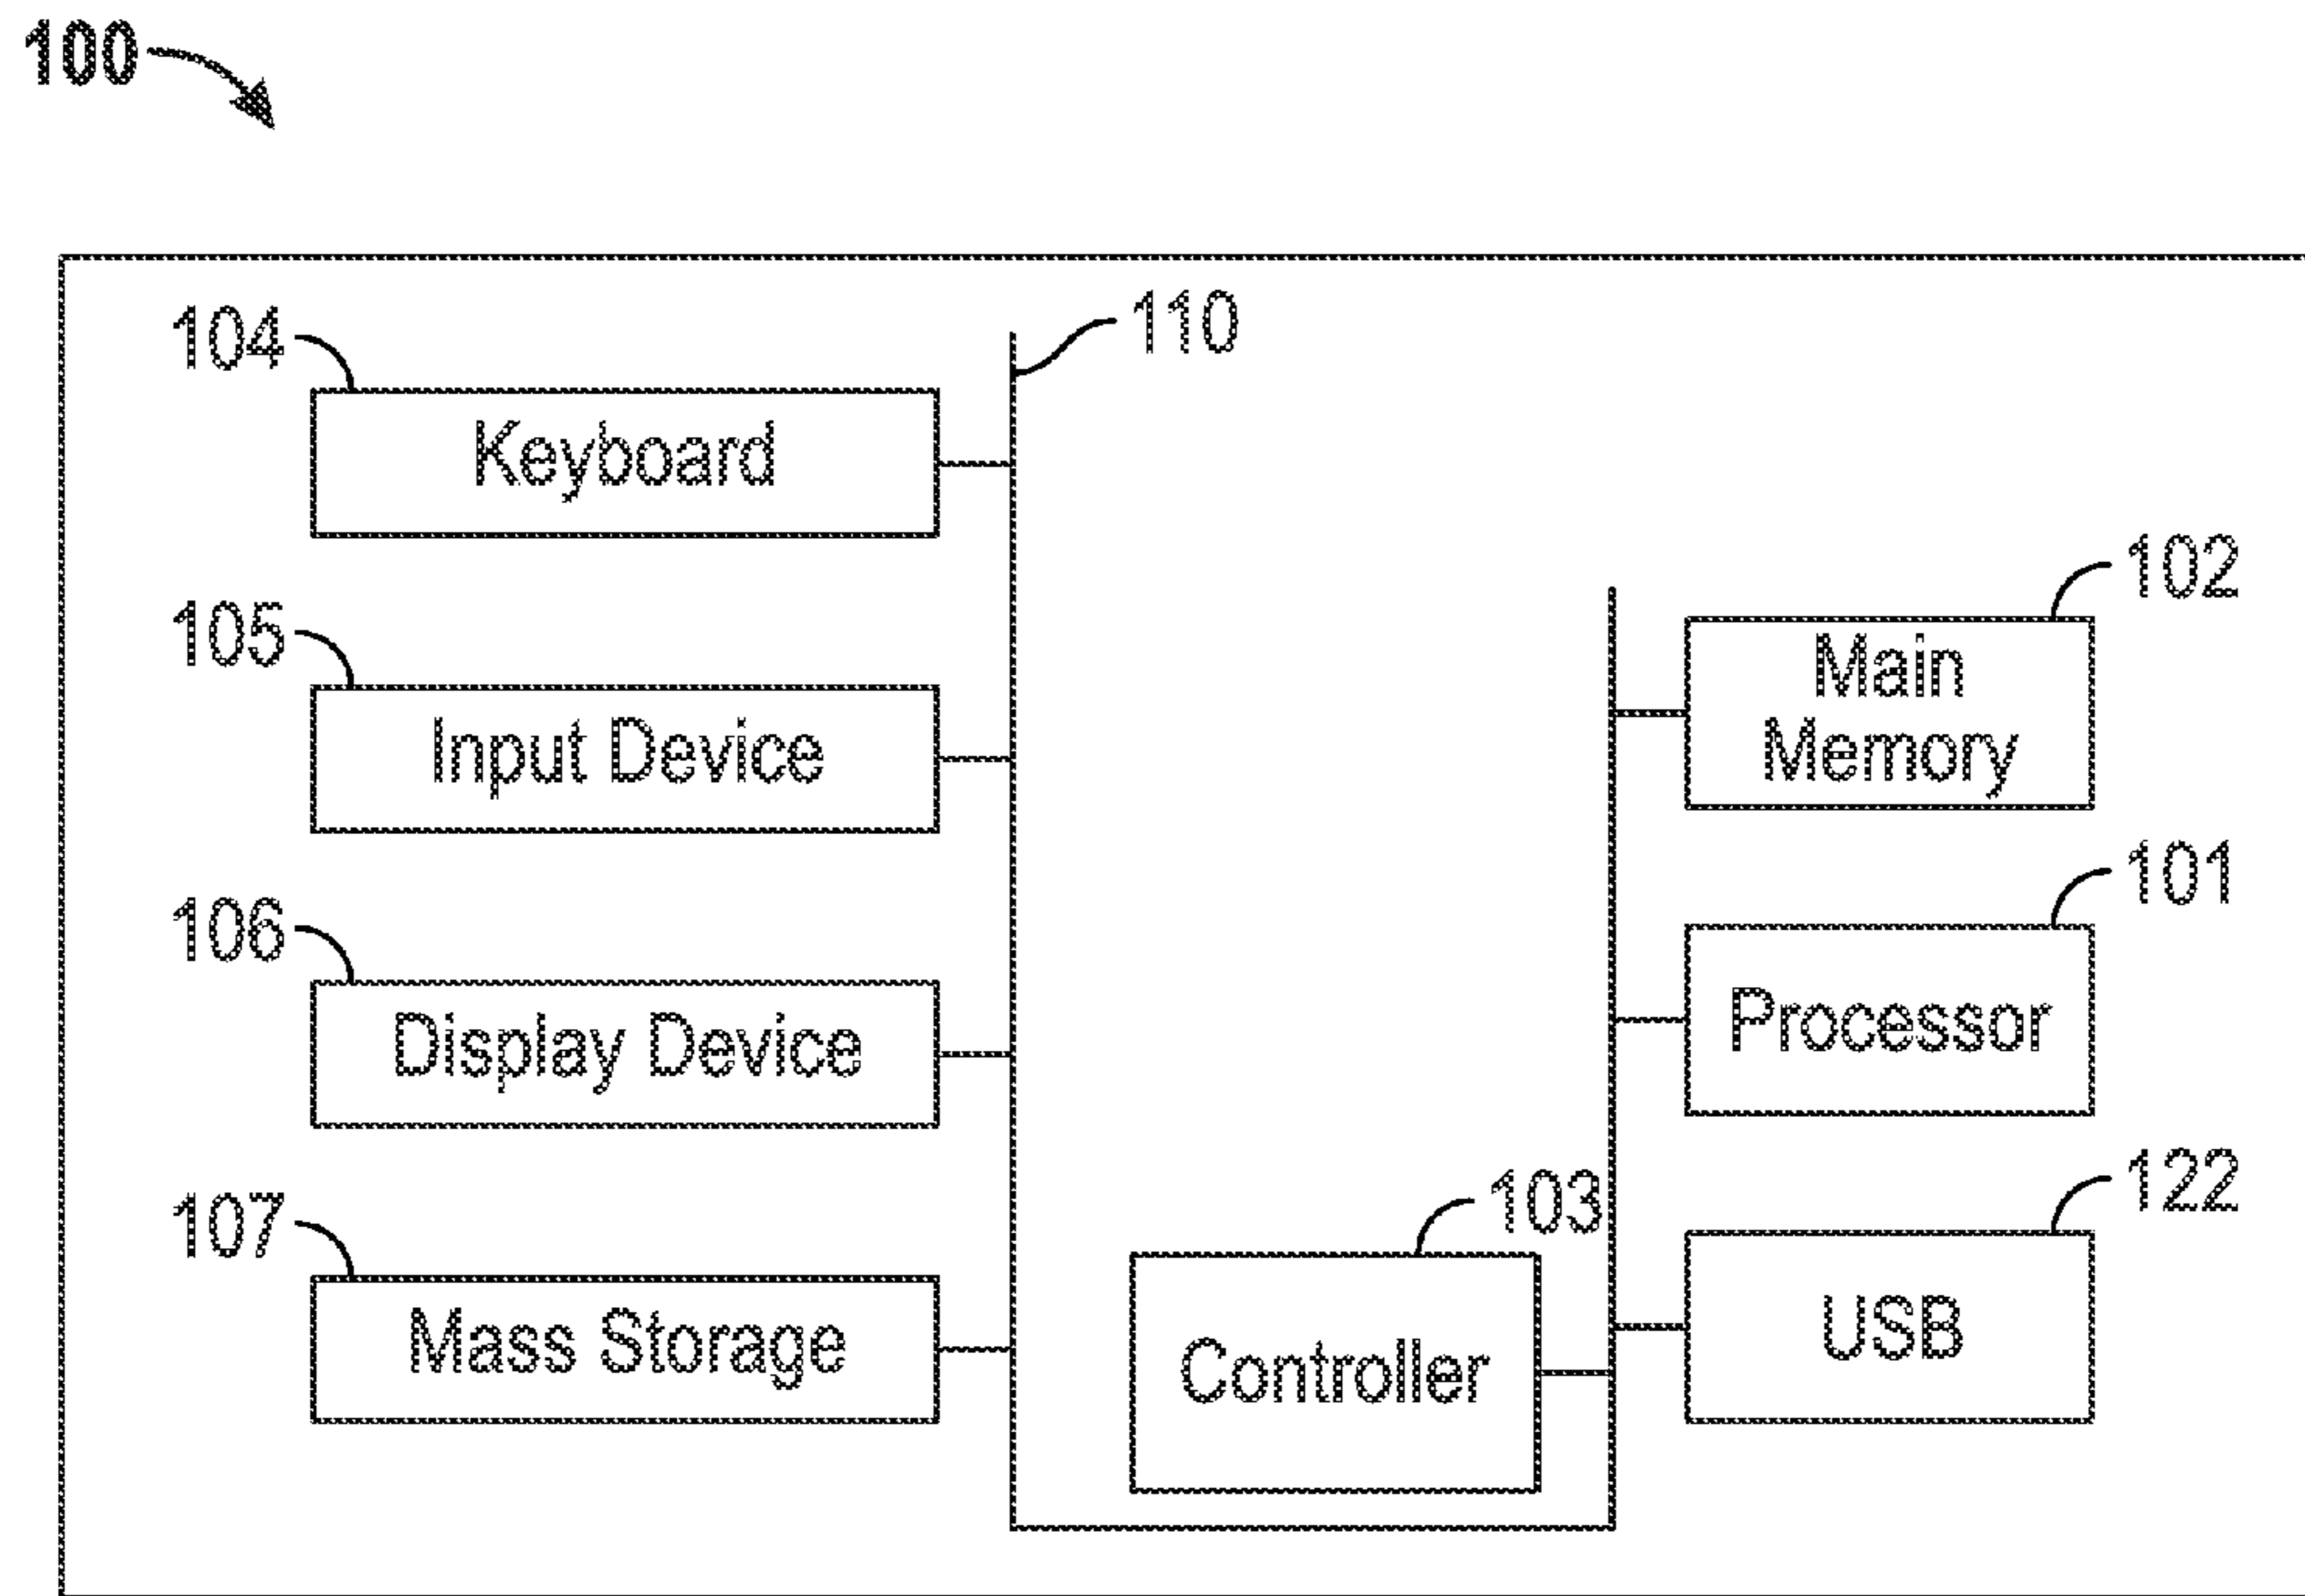 100
104
110
Keyboard
102
105
Main
Memory
Input Device
101
106
Processor
Display Device
122
103
107
USB
Mass Storage
Controller